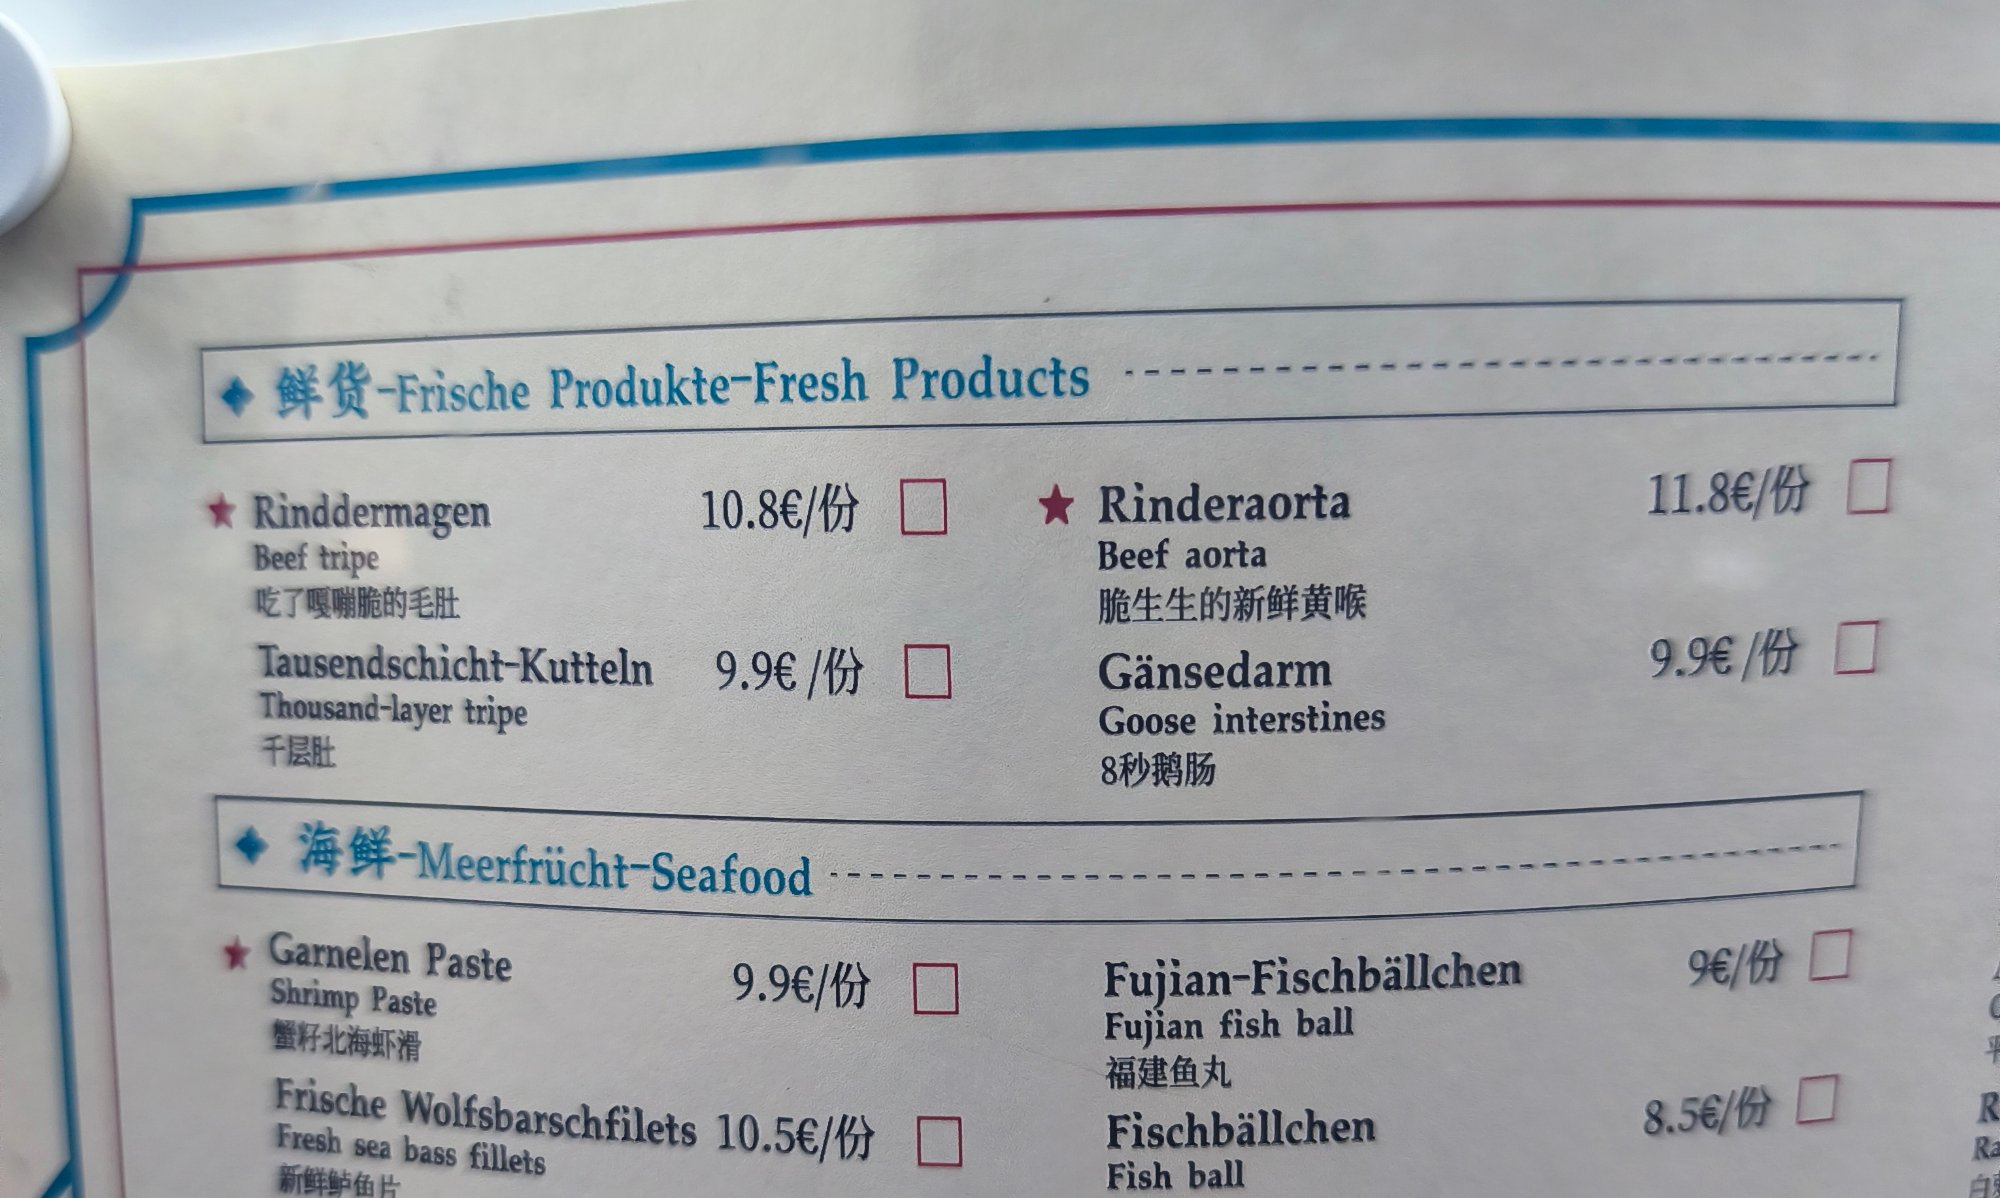 鲜货-Frische Produkte-Fresh Products
Rinddermagen 10.8€/份
Beef tripe
吃了嘎嘣脆的毛肚
Rinderaorta 11.8€/份
Beef aorta
脆生生的新鲜黄喉
Tausendschicht-Kutteln 9.9€ /份
Thousand-layer tripe
千层肚
Gänsedarm 9.9€ /份
Goose interstines
8秒鹅肠
海鲜-Meerfrücht-Seafood
Garnelen Paste 9.9€/份
Shrimp Paste
蟹籽北海虾滑
Fujian-Fischbällchen 9€/份
Fujian fish ball
福建鱼丸
Frische Wolfsbarschfilets 10.5€/份
Fresh sea bass fillets
新鲜鲈鱼片
Fischbällchen 8.5€/份
Fish ball